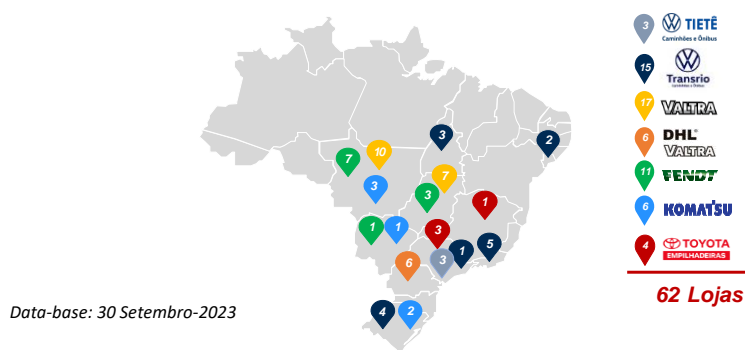 3 TIETÊ
Caminhões e Ônibus
15 Transrio
Caminhões e Ônibus
17 VALTRA
6 DHL
VALTRA
11 FENDT
6 KOMATSU
4 TOYOTA
EMPILHADEIRAS
62 Lojas
3
2
10
7
7
3
3
1
1
1
3
5
1
3
6
4
2
Data-base: 30 Setembro-2023